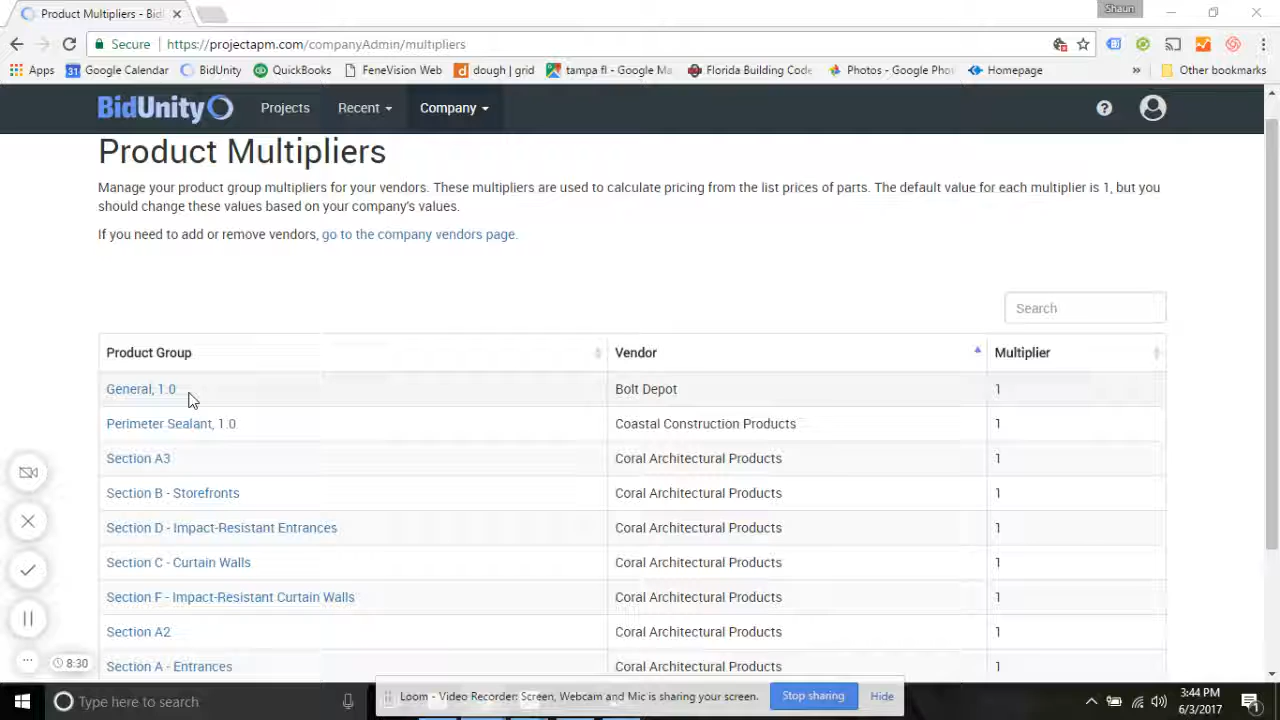 Product Multipliers - Bid
Shaun
Secure
https://projectapm.com/companyAdmin/multipliers
Apps
Google Calendar
BidUnity
QuickBooks
FeneVision Web
dough | grid
tampa fl - Google Ma
Florida Building Code
Photos - Google Pho
Homepage
»
Other bookmarks
BidUnity
Projects
Recent
Company
?
Product Multipliers
Manage your product group multipliers for your vendors. These multipliers are used to calculate pricing from the list prices of parts. The default value for each multiplier is 1, but you
should change these values based on your company's values.
If you need to add or remove vendors, go to the company vendors page.
Search
Product Group Vendor Multiplier
General, 1.0 Bolt Depot 1
Perimeter Sealant, 1.0 Coastal Construction Products 1
Section A3 Coral Architectural Products 1
Section B - Storefronts Coral Architectural Products 1
Section D - Impact-Resistant Entrances Coral Architectural Products 1
Section C - Curtain Walls Coral Architectural Products 1
Section F - Impact-Resistant Curtain Walls Coral Architectural Products 1
Section A2 Coral Architectural Products 1
Section A - Entrances Coral Architectural Products 1
8:30
Loom - Video Recorder: Screen, Webcam and Mic is sharing your screen.
Stop sharing
Hide
Type here to search
3:44 PM
6/3/2017
1